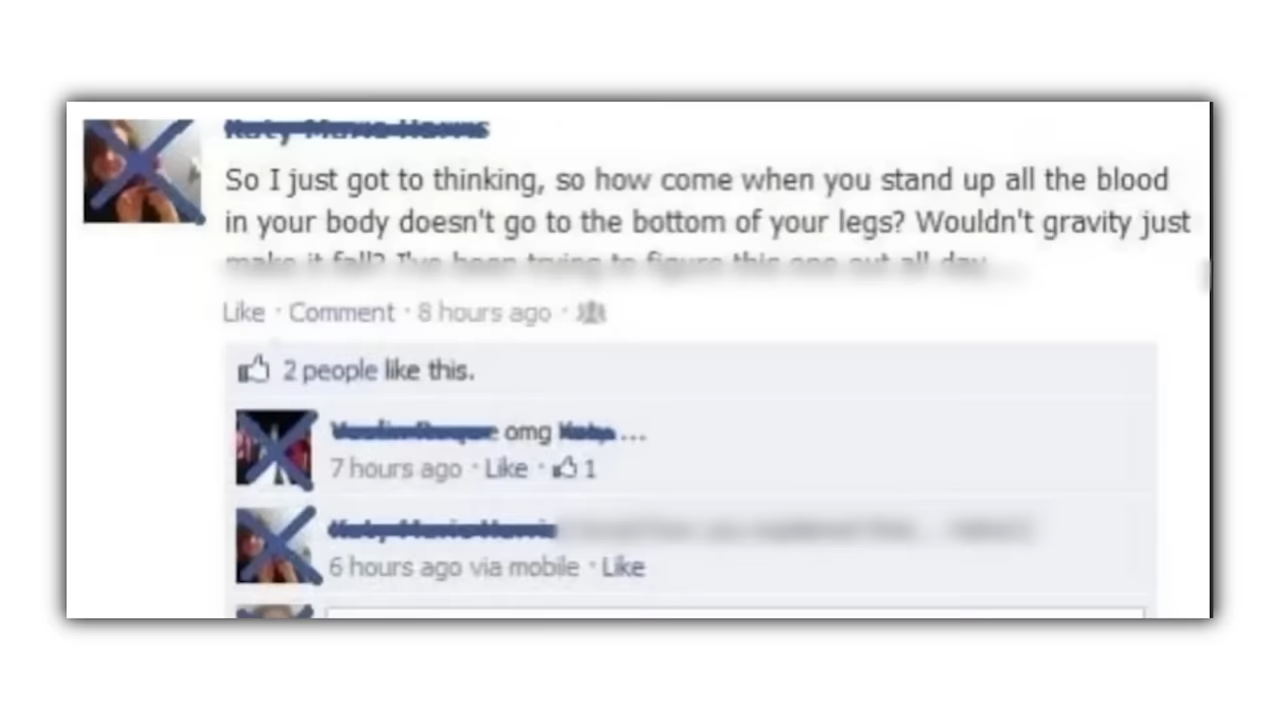 So I just got to thinking, so how come when you stand up all the blood
in your body doesn't go to the bottom of your legs? Wouldn't gravity just
make it fall? I've been trying to figure this one out all day....
Like · Comment · 8 hours ago ·
2 people like this.
omg ...
7 hours ago · Like · 1
6 hours ago via mobile · Like